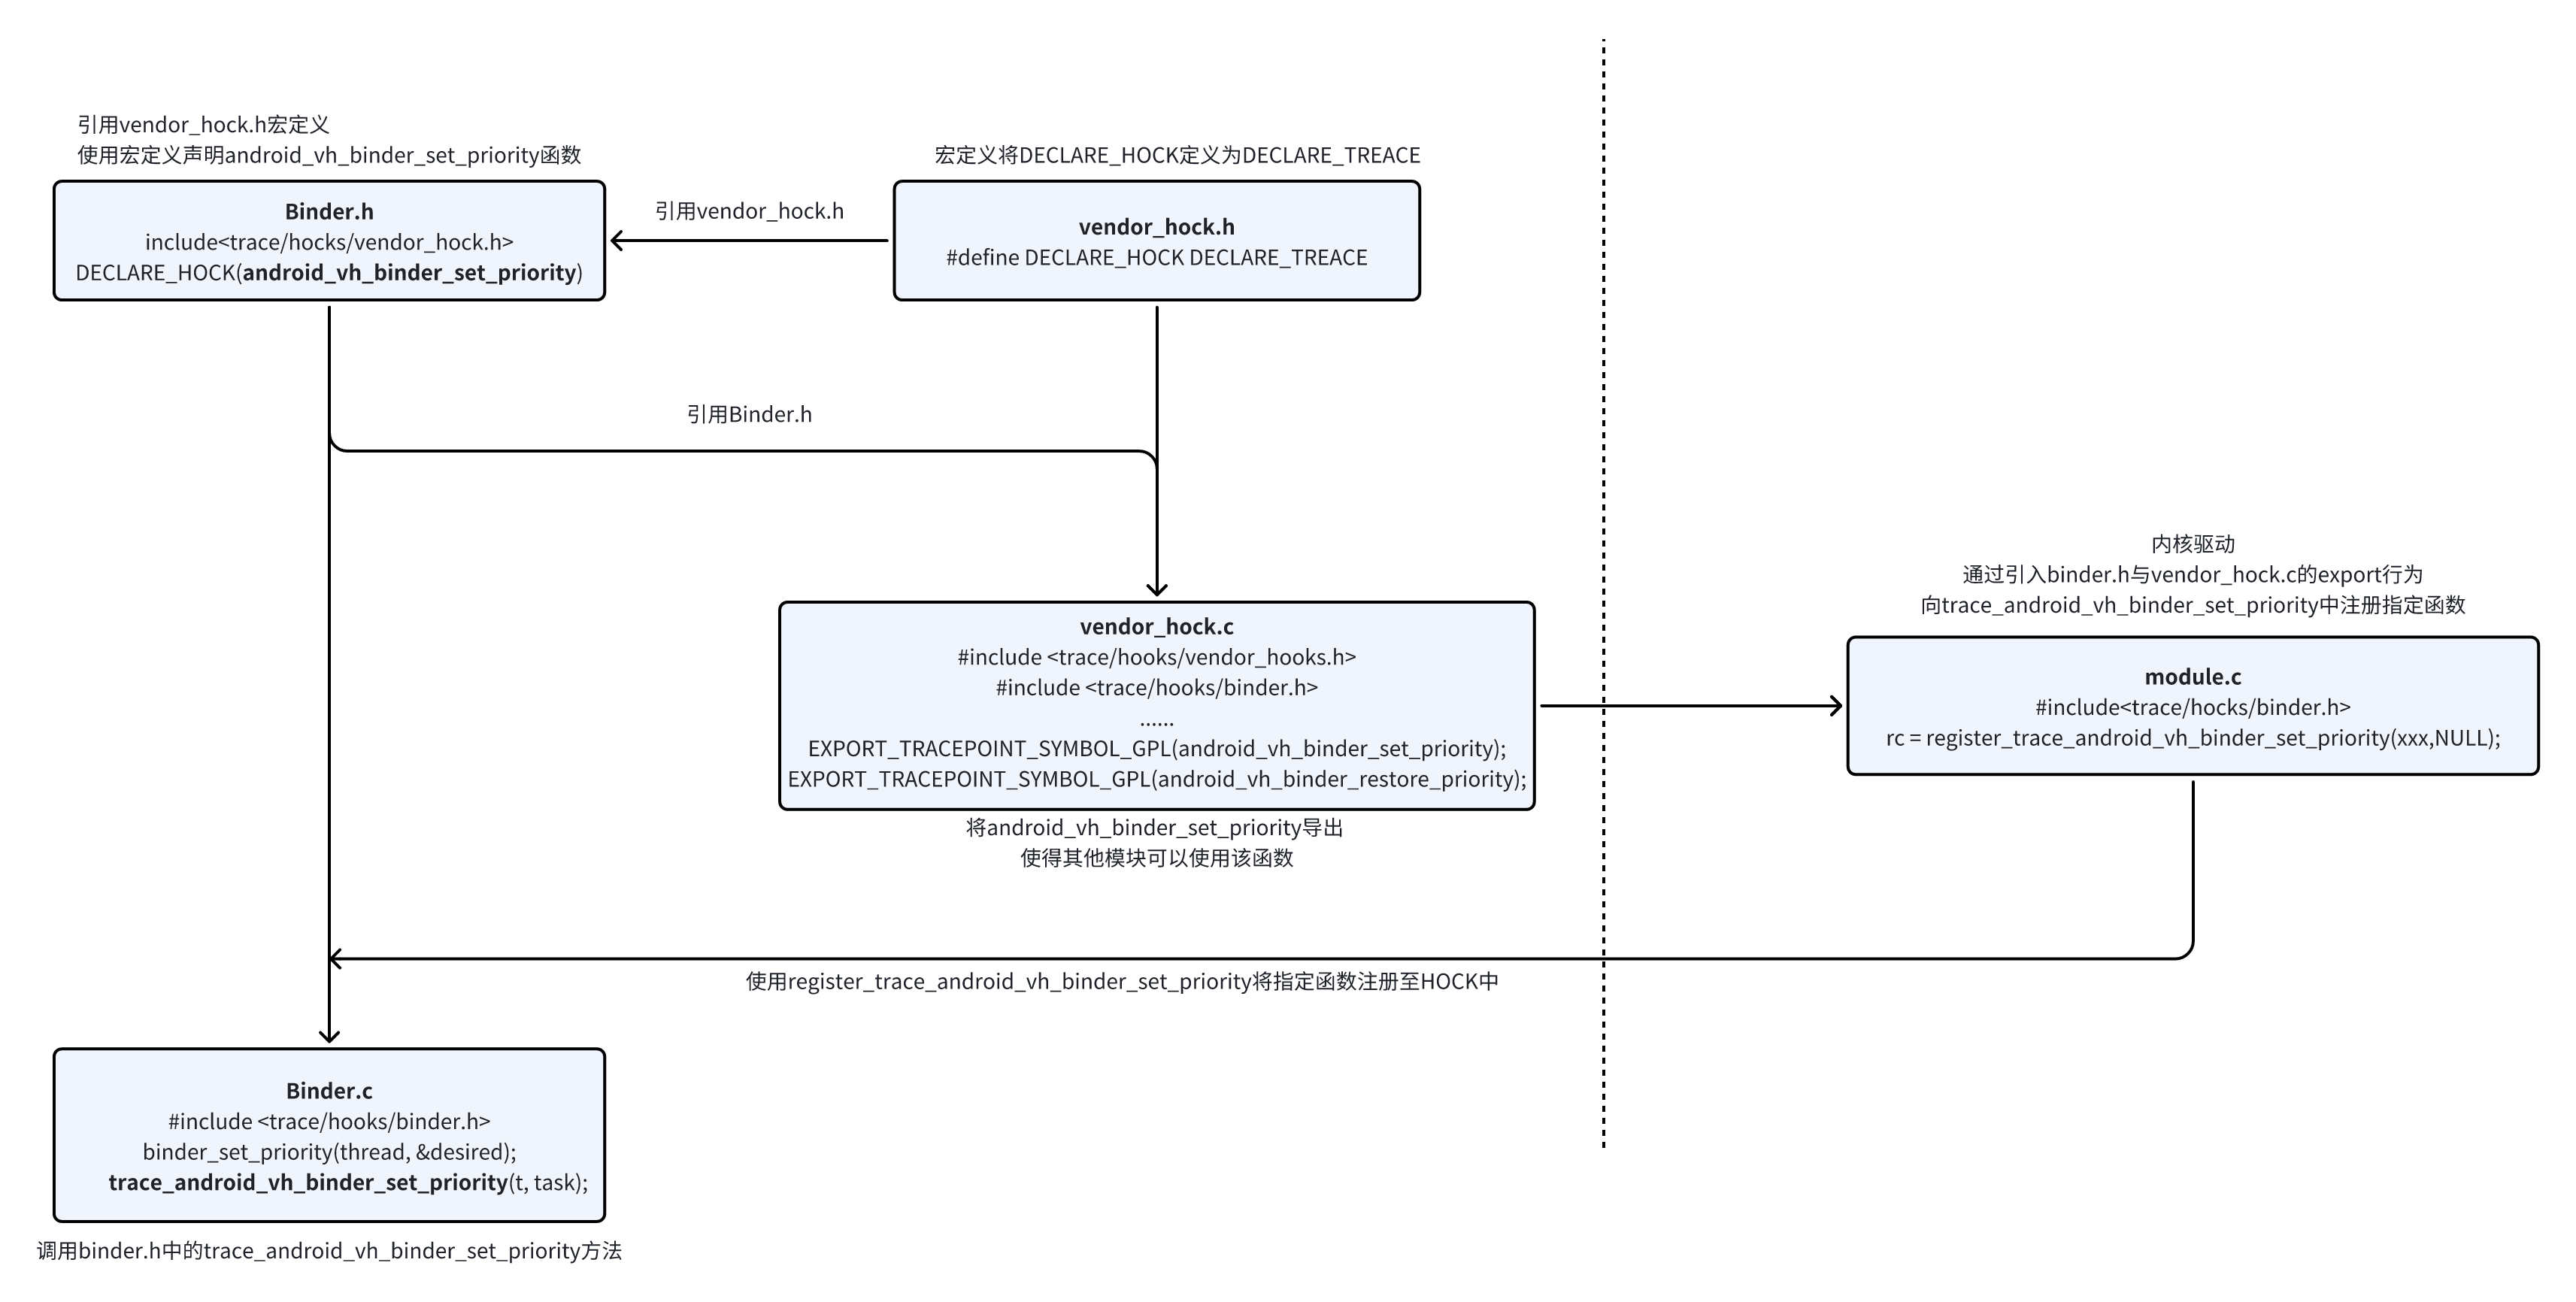 引用vendor_hock.h宏定义
使用宏定义声明android_vh_binder_set_priority函数
Binder.h
include<trace/hocks/vendor_hock.h>
DECLARE_HOCK(android_vh_binder_set_priority)
引用vendor_hock.h
宏定义将DECLARE_HOCK定义为DECLARE_TREACE
vendor_hock.h
#define DECLARE_HOCK DECLARE_TREACE
引用Binder.h
vendor_hock.c
#include <trace/hooks/vendor_hooks.h>
#include <trace/hooks/binder.h>
......
EXPORT_TRACEPOINT_SYMBOL_GPL(android_vh_binder_set_priority);
EXPORT_TRACEPOINT_SYMBOL_GPL(android_vh_binder_restore_priority);
将android_vh_binder_set_priority导出
使得其他模块可以使用该函数
内核驱动
通过引入binder.h与vendor_hock.c的export行为
向trace_android_vh_binder_set_priority中注册指定函数
module.c
#include<trace/hocks/binder.h>
rc = register_trace_android_vh_binder_set_priority(xxx,NULL);
使用register_trace_android_vh_binder_set_priority将指定函数注册至HOCK中
Binder.c
#include <trace/hooks/binder.h>
binder_set_priority(thread, &desired);
trace_android_vh_binder_set_priority(t, task);
调用binder.h中的trace_android_vh_binder_set_priority方法